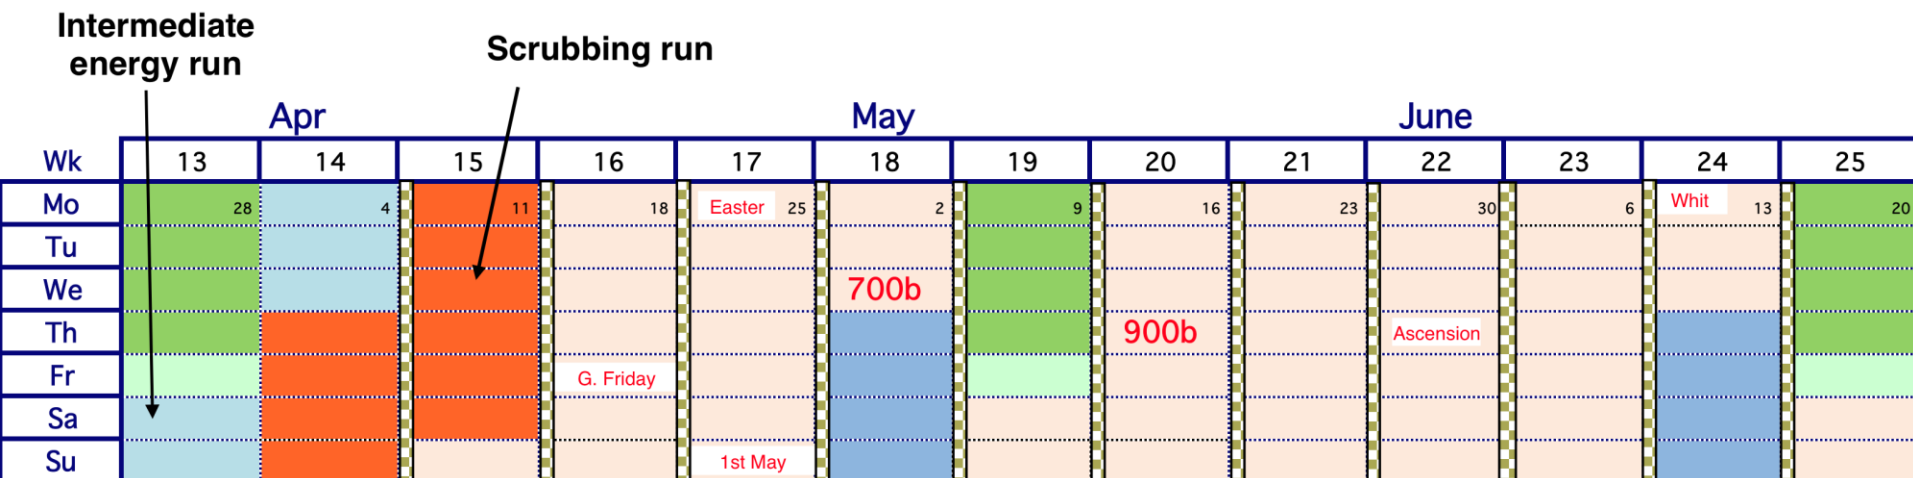 Intermediate
energy run
Scrubbing run
Apr May June
Wk 13 14 15 16 17 18 19 20 21 22 23 24 25
Mo 28 4 11 18 Easter 25 2 9 16 23 30 6 Whit 13 20
Tu
We 700b
Th 900b Ascension
Fr G. Friday
Sa
Su 1st May